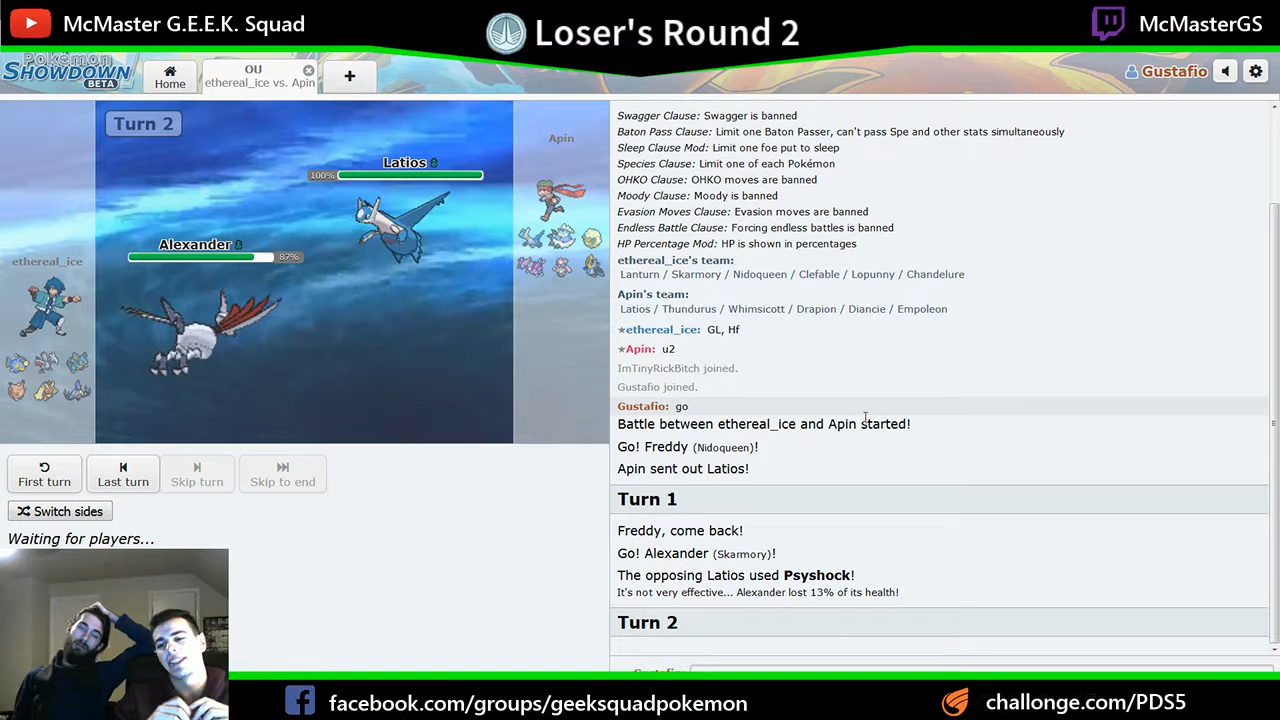 McMaster G.E.E.K. Squad
Loser's Round 2
McMasterGS
Pokémon
SHOWDOWN
BETA
Home
OU
ethereal_ice vs. Apin
Gustafio
Turn 2
Latios
100%
Alexander
87%
ethereal_ice
Apin
First turn
Last turn
Skip turn
Skip to end
Switch sides
Waiting for players...
Swagger Clause: Swagger is banned
Baton Pass Clause: Limit one Baton Passer, can't pass Spe and other stats simultaneously
Sleep Clause Mod: Limit one foe put to sleep
Species Clause: Limit one of each Pokémon
OHKO Clause: OHKO moves are banned
Moody Clause: Moody is banned
Evasion Moves Clause: Evasion moves are banned
Endless Battle Clause: Forcing endless battles is banned
HP Percentage Mod: HP is shown in percentages
ethereal_ice's team:
Lanturn / Skarmory / Nidoqueen / Clefable / Lopunny / Chandelure
Apin's team:
Latios / Thundurus / Whimsicott / Drapion / Diancie / Empoleon
★ethereal_ice: GL, Hf
★Apin: u2
ImTinyRickBitch joined.
Gustafio joined.
Gustafio: go
Battle between ethereal_ice and Apin started!
Go! Freddy (Nidoqueen)!
Apin sent out Latios!
Turn 1
Freddy, come back!
Go! Alexander (Skarmory)!
The opposing Latios used Psyshock!
It's not very effective... Alexander lost 13% of its health!
Turn 2
facebook.com/groups/geeksquadpokemon
challonge.com/PDS5